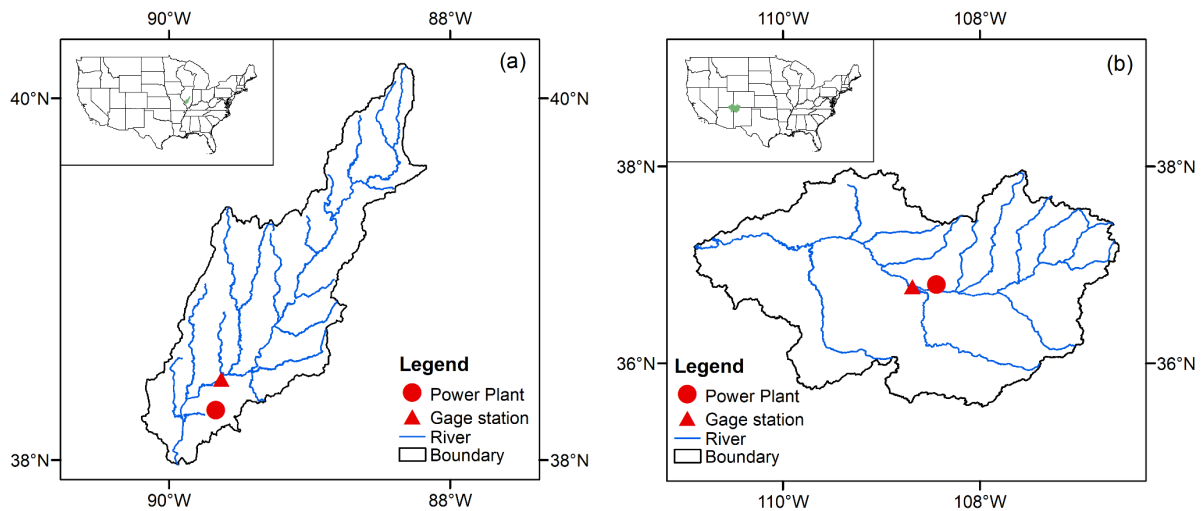 90°W 88°W
(a)
40°N 40°N
38°N 38°N
Legend
Power Plant
Gage station
River
Boundary
90°W 88°W
110°W 108°W
(b)
38°N 38°N
36°N 36°N
Legend
Power Plant
Gage station
River
Boundary
110°W 108°W